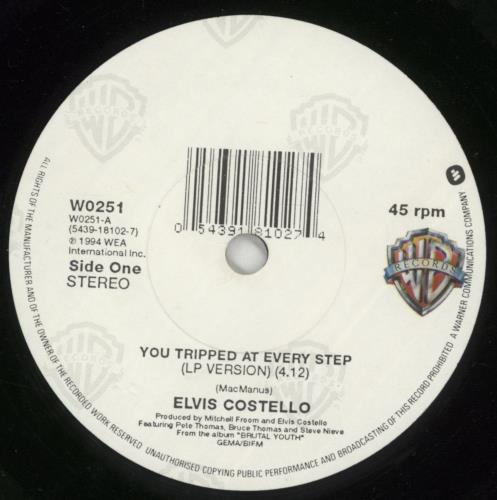 W0251
W0251-A
(5439-18102-7)
℗ 1994 WEA
International Inc.
Side One
STEREO
0 54391 81027 4
45 rpm
WB
RECORDS
YOU TRIPPED AT EVERY STEP
(LP VERSION) (4.12)
(MacManus)
ELVIS COSTELLO
Produced by Mitchell Froom and Elvis Costello
Featuring Pete Thomas, Bruce Thomas and Steve Nieve
From the album "BRUTAL YOUTH"
GEMA/BIEM
ALL RIGHTS OF THE MANUFACTURER AND OF THE OWNER OF THE RECORDED WORK RESERVED UNAUTHORISED COPYING PUBLIC PERFORMANCE AND BROADCASTING OF THIS RECORD PROHIBITED A WARNER COMMUNICATIONS COMPANY